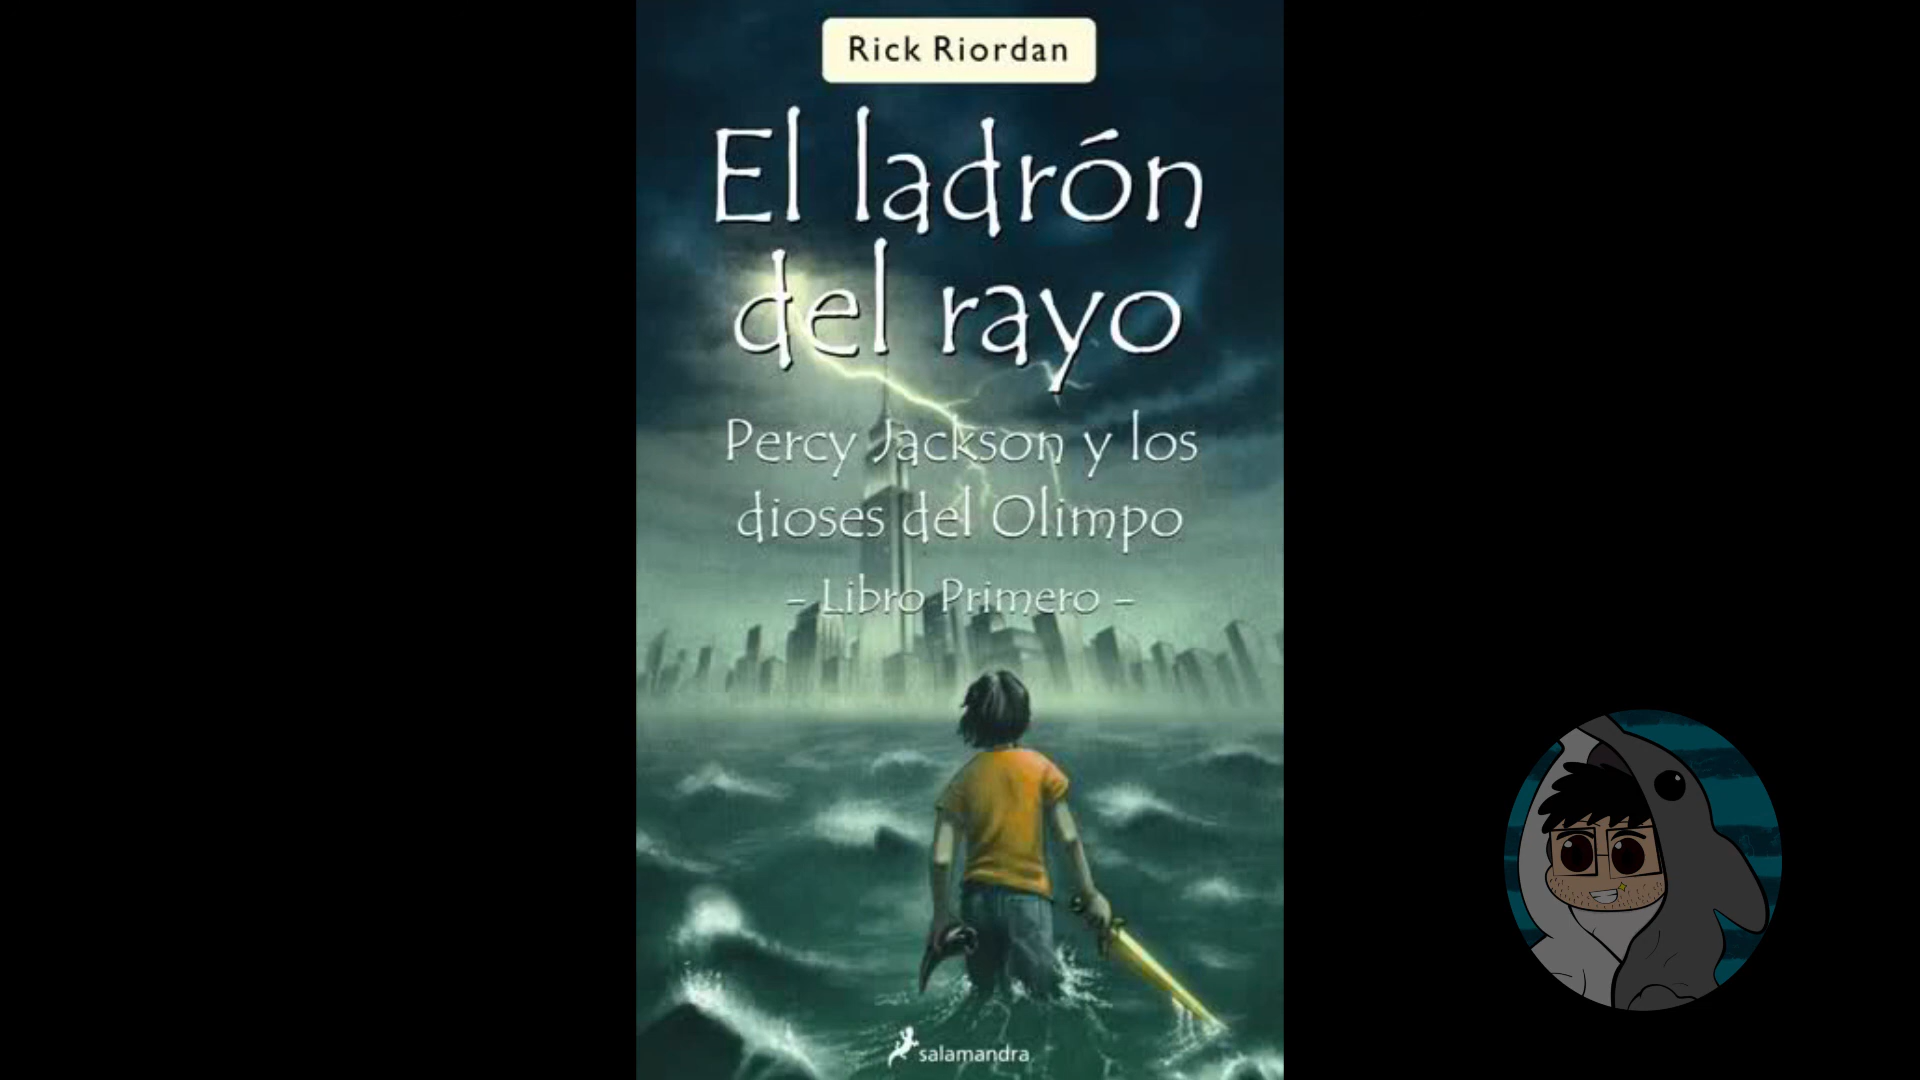 Rick Riordan
El ladrón
del rayo
Percy Jackson y los
dioses del Olimpo
– Libro Primero –
salamandra